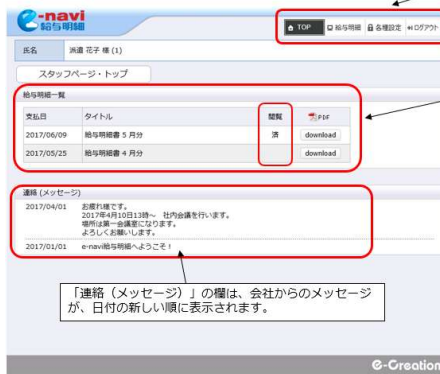 e-navi
給与明細
TOP 給与明細 各種設定 ログアウト
氏名 派遣 花子 様 (1)
スタッフページ・トップ
給与明細一覧
支払日 タイトル 閲覧 PDF
2017/06/09 給与明細書 5 月分 済 download
2017/05/25 給与明細書 4 月分 download
連絡 (メッセージ)
2017/04/01 お疲れ様です。
2017年4月10日13時～ 社内会議を行います。
場所は第一会議室になります。
よろしくお願いします。
2017/01/01 e-navi給与明細へようこそ！
「連絡（メッセージ）」の欄は、会社からのメッセージ
が、日付の新しい順に表示されます。
e-Creation